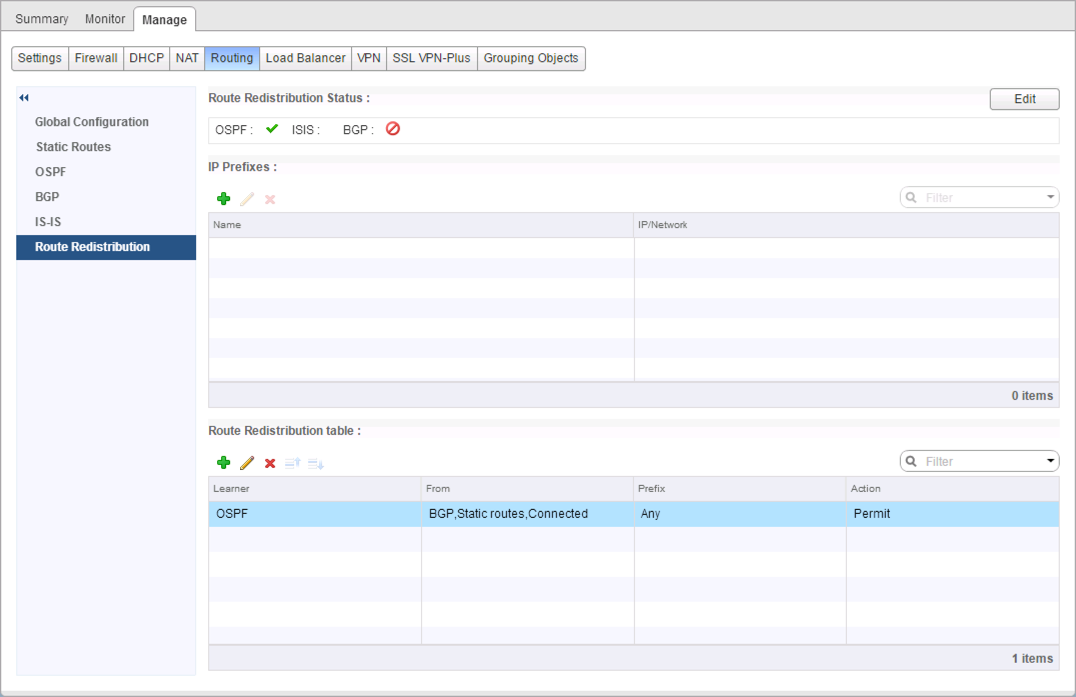 Summary Monitor Manage
Settings Firewall DHCP NAT Routing Load Balancer VPN SSL VPN-Plus Grouping Objects
Global Configuration
Static Routes
OSPF
BGP
IS-IS
Route Redistribution
Route Redistribution Status :
Edit
OSPF : ISIS : BGP :
IP Prefixes :
Filter
Name IP/Network
0 items
Route Redistribution table :
Filter
Learner From Prefix Action
OSPF BGP,Static routes,Connected Any Permit
1 items